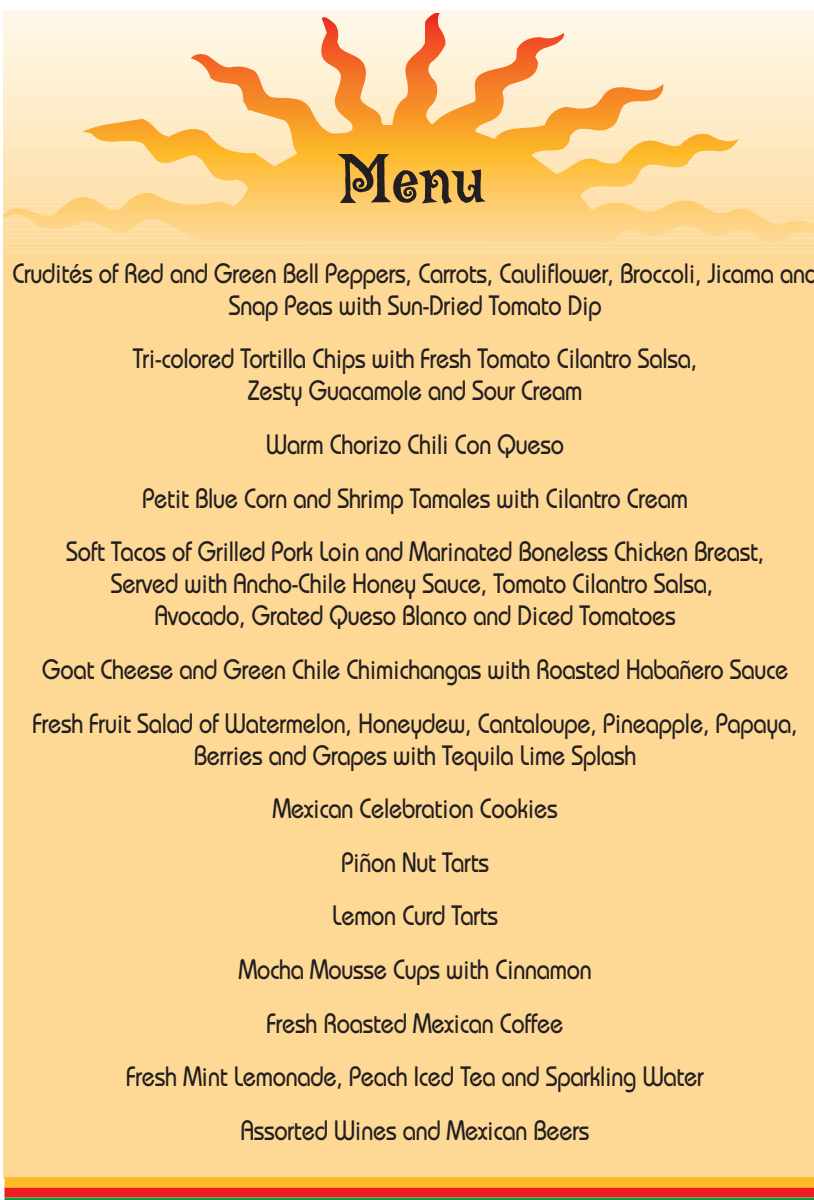 Menu
Crudités of Red and Green Bell Peppers, Carrots, Cauliflower, Broccoli, Jicama and
Snap Peas with Sun-Dried Tomato Dip
Tri-colored Tortilla Chips with Fresh Tomato Cilantro Salsa,
Zesty Guacamole and Sour Cream
Warm Chorizo Chili Con Queso
Petit Blue Corn and Shrimp Tamales with Cilantro Cream
Soft Tacos of Grilled Pork Loin and Marinated Boneless Chicken Breast,
Served with Ancho-Chile Honey Sauce, Tomato Cilantro Salsa,
Avocado, Grated Queso Blanco and Diced Tomatoes
Goat Cheese and Green Chile Chimichangas with Roasted Habañero Sauce
Fresh Fruit Salad of Watermelon, Honeydew, Cantaloupe, Pineapple, Papaya,
Berries and Grapes with Tequila Lime Splash
Mexican Celebration Cookies
Piñon Nut Tarts
Lemon Curd Tarts
Mocha Mousse Cups with Cinnamon
Fresh Roasted Mexican Coffee
Fresh Mint Lemonade, Peach Iced Tea and Sparkling Water
Assorted Wines and Mexican Beers